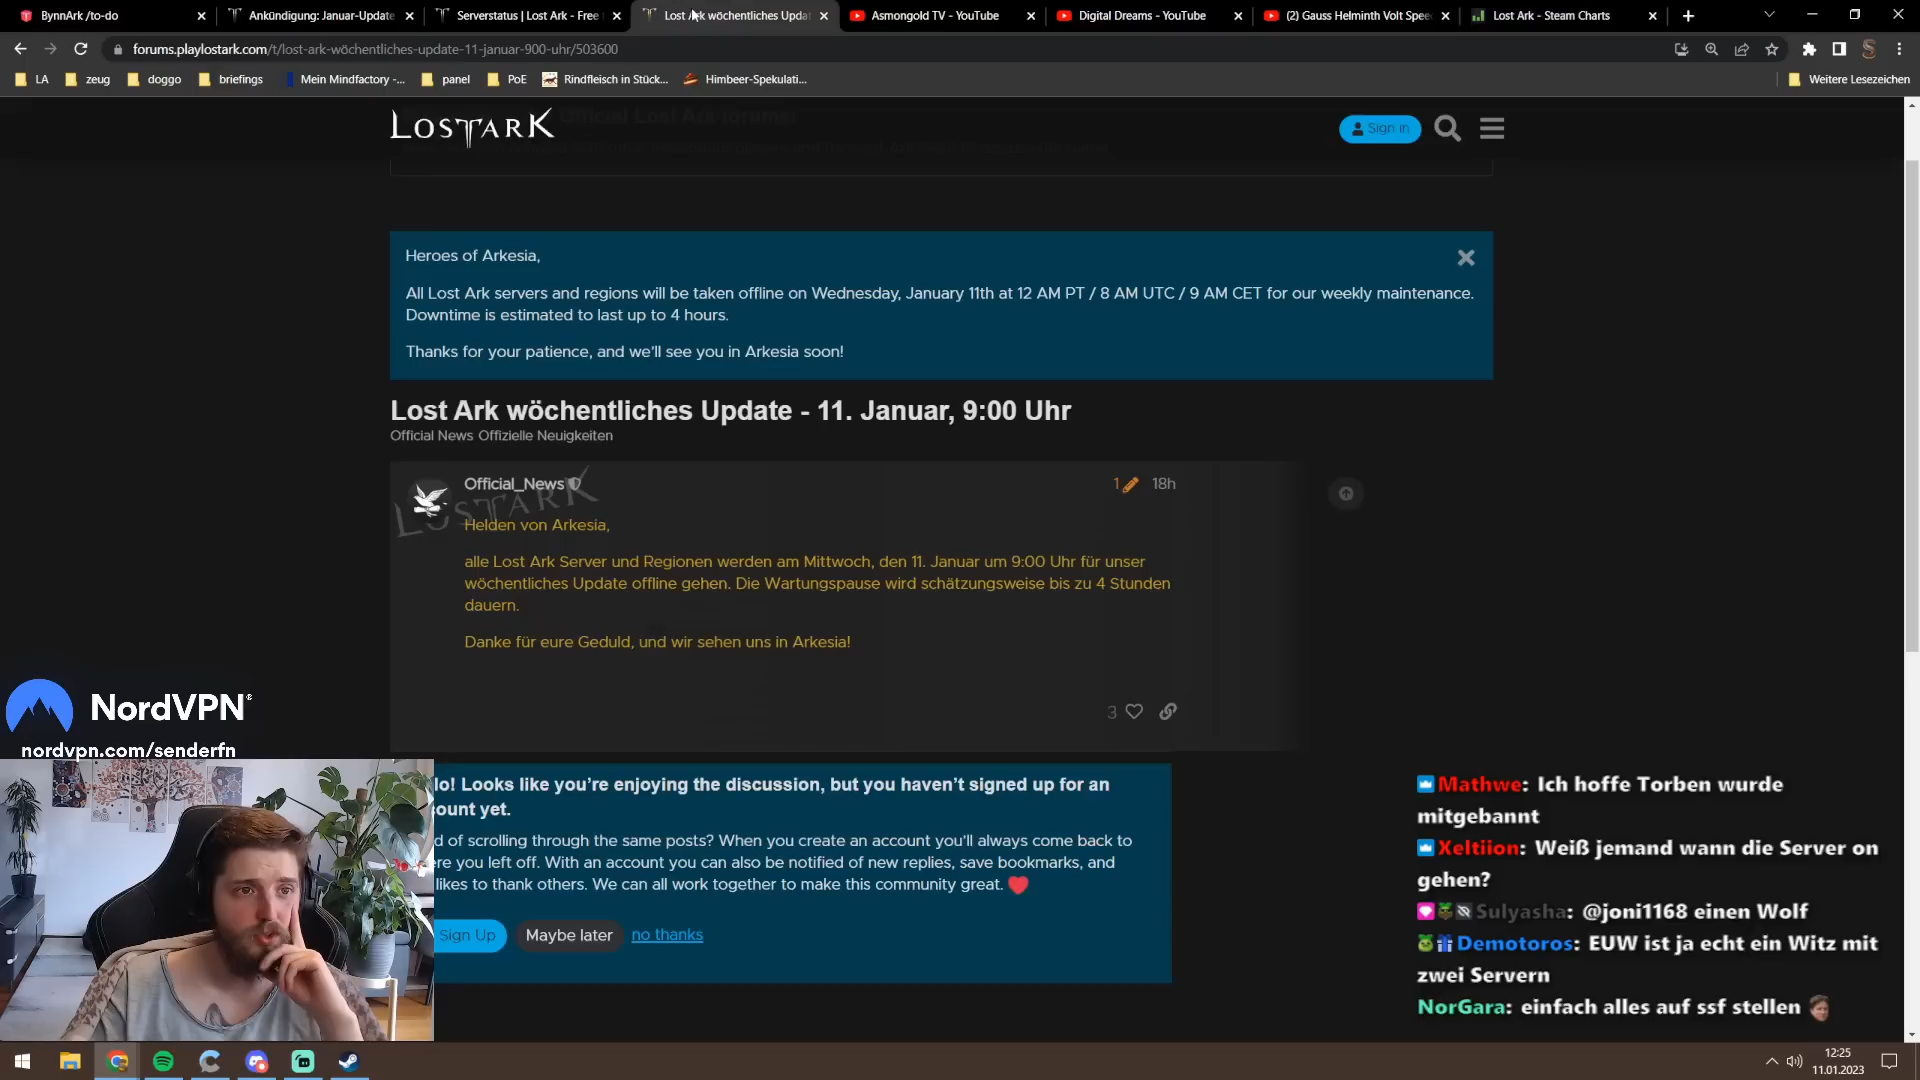 BynnArk /to-do
Ankündigung: Januar-Update
Serverstatus | Lost Ark - Free
Lost Ark wöchentliches Updat
Asmongold TV - YouTube
Digital Dreams - YouTube
(2) Gauss Helminth Volt Spee
Lost Ark - Steam Charts
forums.playlostark.com/t/lost-ark-wöchentliches-update-11-januar-900-uhr/503600
LA
zeug
doggo
briefings
Mein Mindfactory -...
panel
PoE
Rindfleisch in Stück...
Himbeer-Spekulati...
Weitere Lesezeichen
LOSTARK
Official Lost Ark forums
Sign in
Heroes of Arkesia,
All Lost Ark servers and regions will be taken offline on Wednesday, January 11th at 12 AM PT / 8 AM UTC / 9 AM CET for our weekly maintenance.
Downtime is estimated to last up to 4 hours.
Thanks for your patience, and we'll see you in Arkesia soon!
Lost Ark wöchentliches Update - 11. Januar, 9:00 Uhr
Official News Offizielle Neuigkeiten
Official_News
1
18h
LOSTARK
Helden von Arkesia,
alle Lost Ark Server und Regionen werden am Mittwoch, den 11. Januar um 9:00 Uhr für unser
wöchentliches Update offline gehen. Die Wartungspause wird schätzungsweise bis zu 4 Stunden
dauern.
Danke für eure Geduld, und wir sehen uns in Arkesia!
3
NordVPN
nordvpn.com/senderfn
lo! Looks like you're enjoying the discussion, but you haven't signed up for an
ount yet.
d of scrolling through the same posts? When you create an account you'll always come back to
re you left off. With an account you can also be notified of new replies, save bookmarks, and
likes to thank others. We can all work together to make this community great.
Sign Up
Maybe later
no thanks
Mathwe: Ich hoffe Torben wurde
mitgebannt
Xeltiion: Weiß jemand wann die Server on
gehen?
Sulyasha: @joni1168 einen Wolf
Demotoros: EUW ist ja echt ein Witz mit
zwei Servern
NorGara: einfach alles auf ssf stellen
12:25
11.01.2023